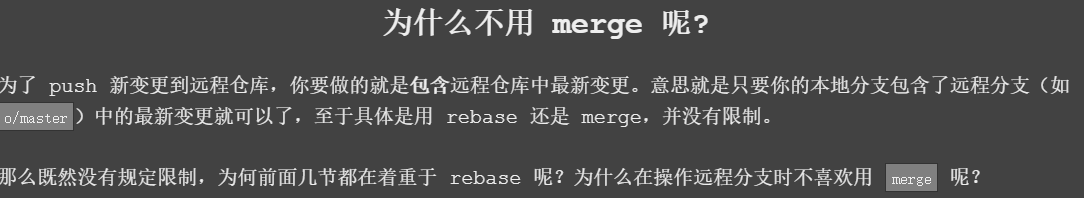 为什么不用 merge 呢?
为了 push 新变更到远程仓库，你要做的就是包含远程仓库中最新变更。意思就是只要你的本地分支包含了远程分支（如
o/master）中的最新变更就可以了，至于具体是用 rebase 还是 merge，并没有限制。
那么既然没有规定限制，为何前面几节都在着重于 rebase 呢？为什么在操作远程分支时不喜欢用 merge 呢？